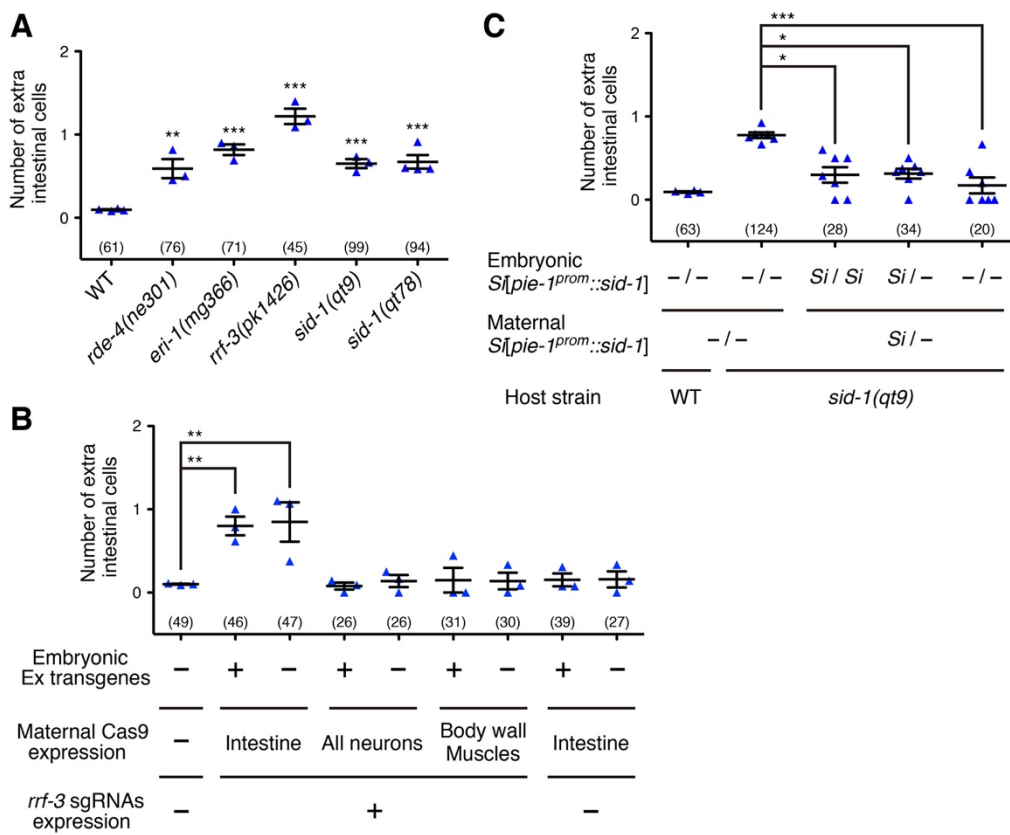 A
Number of extra
intestinal cells
2
1
0
** *** *** *** ***
(61) (76) (71) (45) (99) (94)
WT rde-4(ne301) eri-1(mg366) rrf-3(pk1426) sid-1(qt9) sid-1(qt78)
C
Number of extra
intestinal cells
2
1
0
***
*
*
(63) (124) (28) (34) (20)
Embryonic
Si[pie-1prom::sid-1]
– / – – / – Si / Si Si / – – / –
Maternal
Si[pie-1prom::sid-1]
– / – Si / –
Host strain WT sid-1(qt9)
B
Number of extra
intestinal cells
2
1
0
**
**
(49) (46) (47) (26) (26) (31) (30) (39) (27)
Embryonic
Ex transgenes
– + – + – + – + –
Maternal Cas9
expression
– Intestine All neurons Body wall
Muscles Intestine
rrf-3 sgRNAs
expression
– + –